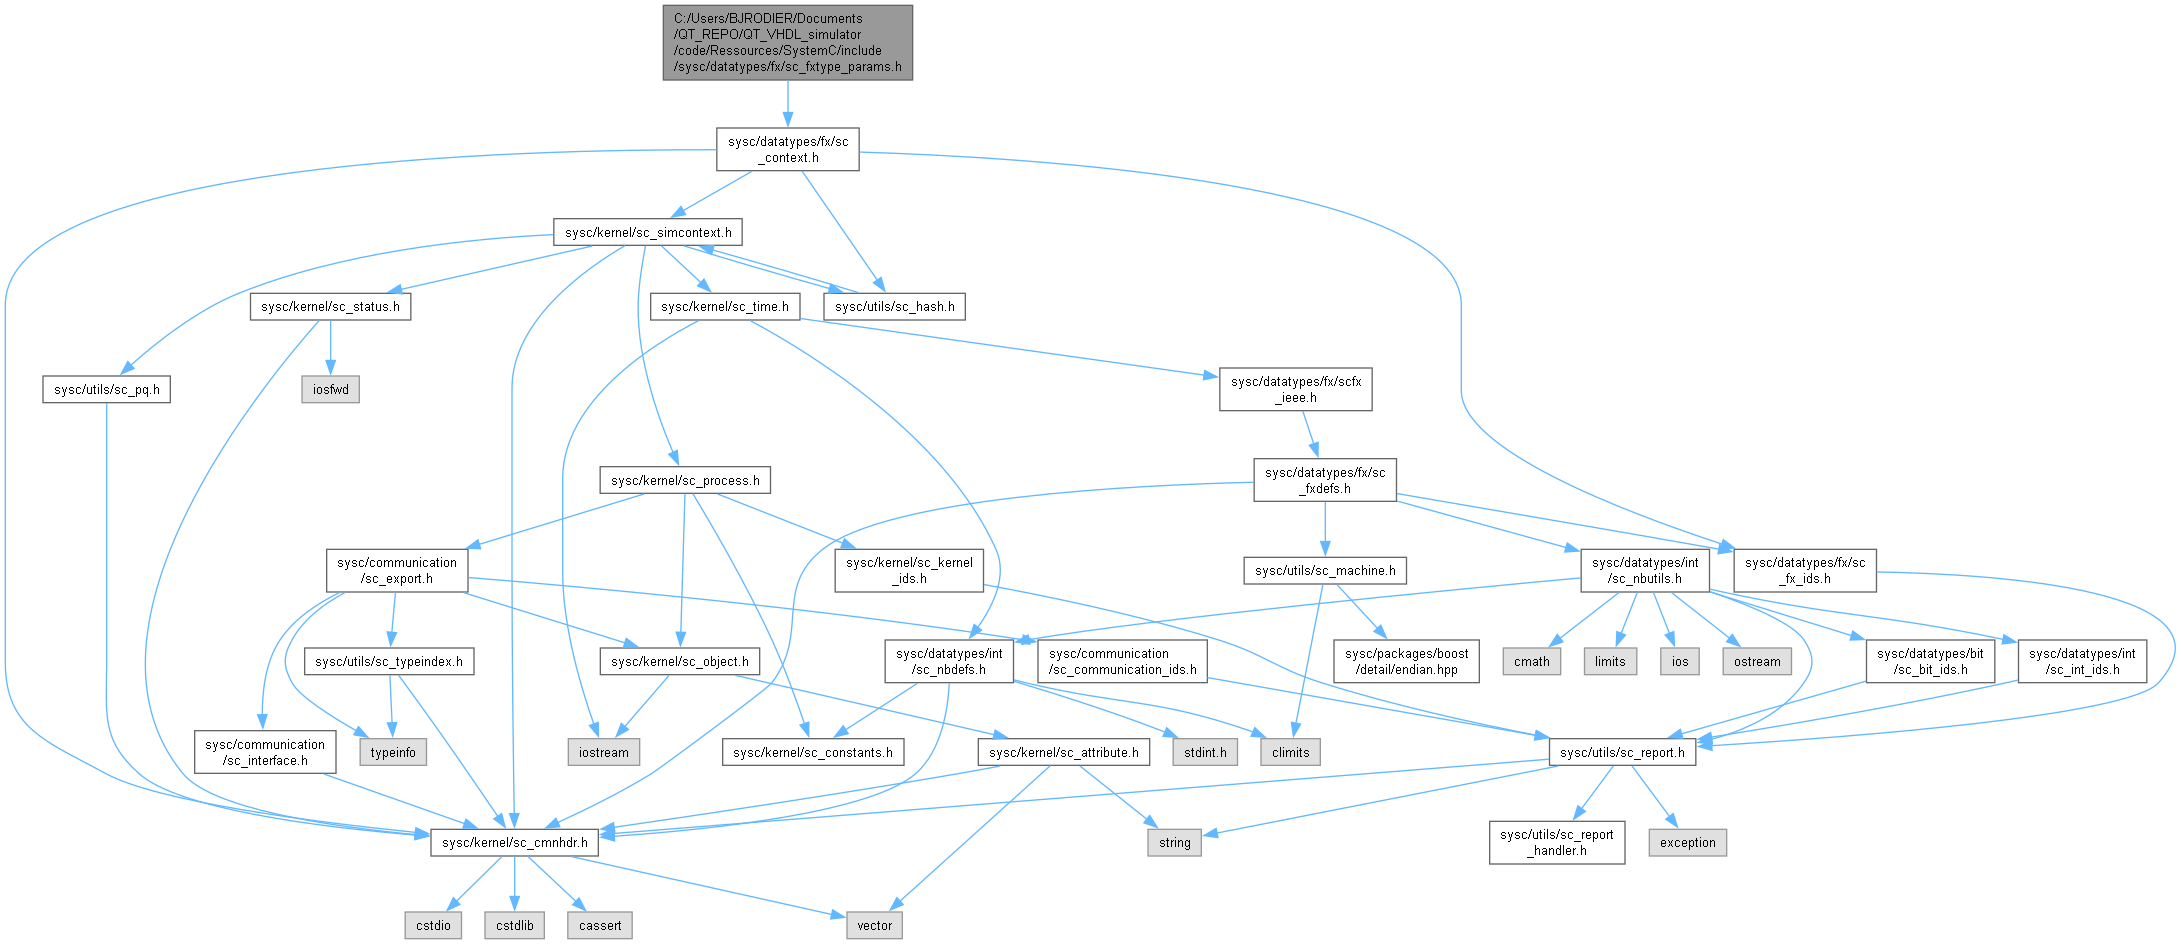 C:/Users/BJRODIER/Documents
/QT_REPO/QT_VHDL_simulator
/code/Ressources/SystemC/include
/sysc/datatypes/fx/sc_fxtype_params.h
sysc/datatypes/fx/sc
_context.h
sysc/kernel/sc_simcontext.h
sysc/kernel/sc_status.h
sysc/kernel/sc_time.h
sysc/utils/sc_hash.h
sysc/utils/sc_pq.h
iosfwd
sysc/datatypes/fx/scfx
_ieee.h
sysc/kernel/sc_process.h
sysc/datatypes/fx/sc
_fxdefs.h
sysc/communication
/sc_export.h
sysc/kernel/sc_kernel
_ids.h
sysc/utils/sc_machine.h
sysc/datatypes/int
/sc_nbutils.h
sysc/datatypes/fx/sc
_fx_ids.h
sysc/utils/sc_typeindex.h
sysc/kernel/sc_object.h
sysc/datatypes/int
/sc_nbdefs.h
sysc/communication
/sc_communication_ids.h
sysc/packages/boost
/detail/endian.hpp
cmath
limits
ios
ostream
sysc/datatypes/bit
/sc_bit_ids.h
sysc/datatypes/int
/sc_int_ids.h
sysc/communication
/sc_interface.h
typeinfo
iostream
sysc/kernel/sc_constants.h
sysc/kernel/sc_attribute.h
stdint.h
climits
sysc/utils/sc_report.h
sysc/kernel/sc_cmnhdr.h
string
sysc/utils/sc_report
_handler.h
exception
cstdio
cstdlib
cassert
vector